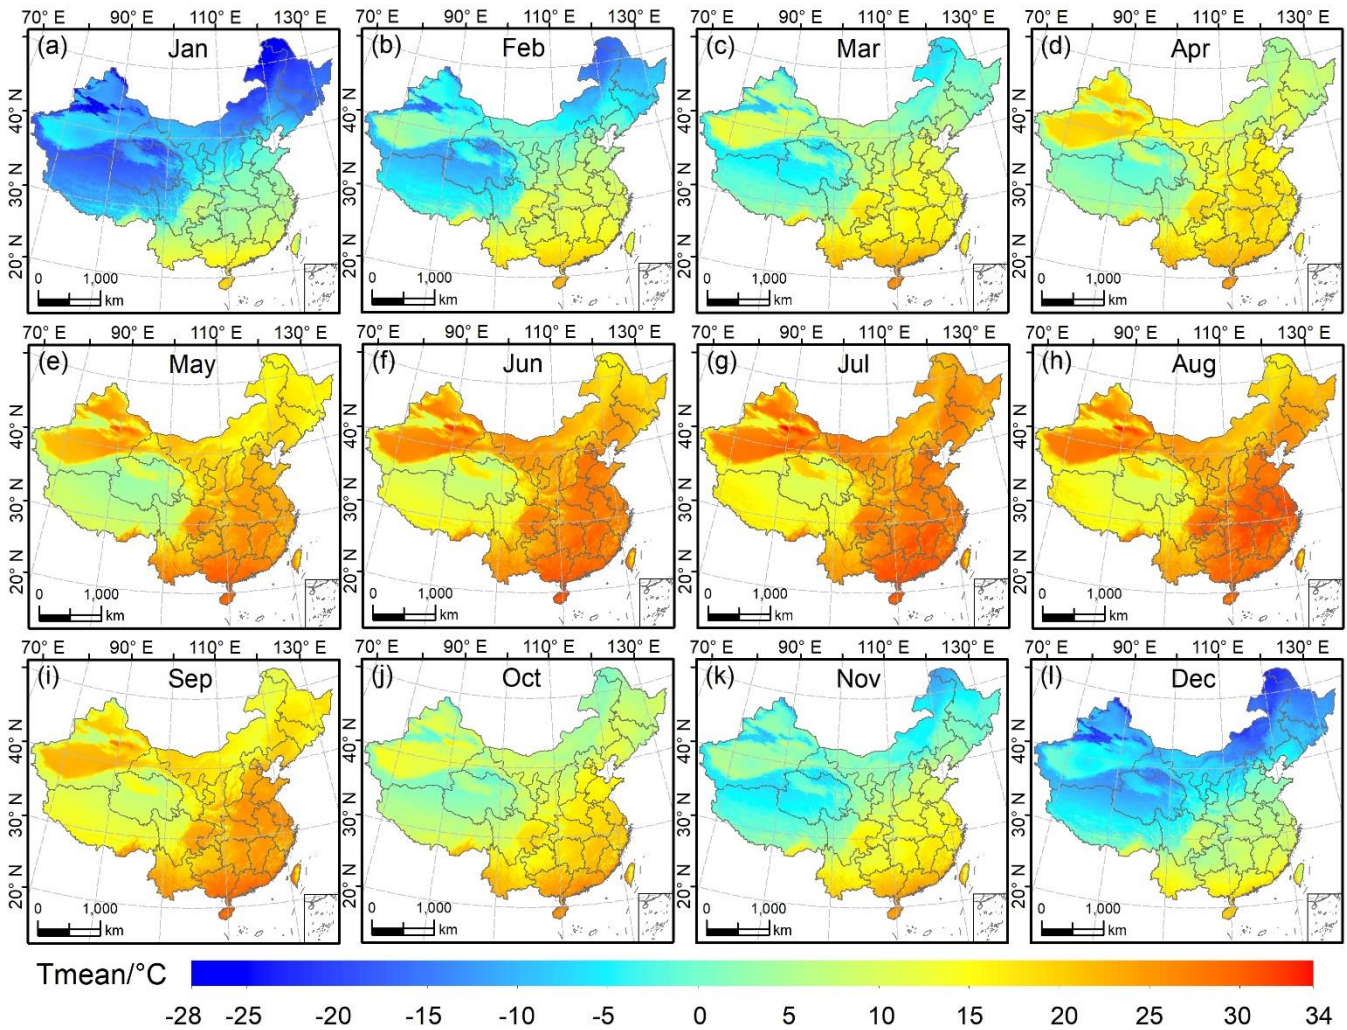 70° E 90° E 110° E 130° E
70° E 90° E 110° E 130° E
70° E 90° E 110° E 130° E
70° E 90° E 110° E 130° E
(a) Jan
(b) Feb
(c) Mar
(d) Apr
40° N
30° N
20° N
40° N
30° N
20° N
40° N
30° N
20° N
40° N
30° N
20° N
0 1,000
km
0 1,000
km
0 1,000
km
0 1,000
km
70° E 90° E 110° E 130° E
70° E 90° E 110° E 130° E
70° E 90° E 110° E 130° E
70° E 90° E 110° E 130° E
(e) May
(f) Jun
(g) Jul
(h) Aug
40° N
30° N
20° N
40° N
30° N
20° N
40° N
30° N
20° N
40° N
30° N
20° N
0 1,000
km
0 1,000
km
0 1,000
km
0 1,000
km
70° E 90° E 110° E 130° E
70° E 90° E 110° E 130° E
70° E 90° E 110° E 130° E
70° E 90° E 110° E 130° E
(i) Sep
(j) Oct
(k) Nov
(l) Dec
40° N
30° N
20° N
40° N
30° N
20° N
40° N
30° N
20° N
40° N
30° N
20° N
0 1,000
km
0 1,000
km
0 1,000
km
0 1,000
km
Tmean/°C
-28 -25 -20 -15 -10 -5 0 5 10 15 20 25 30 34